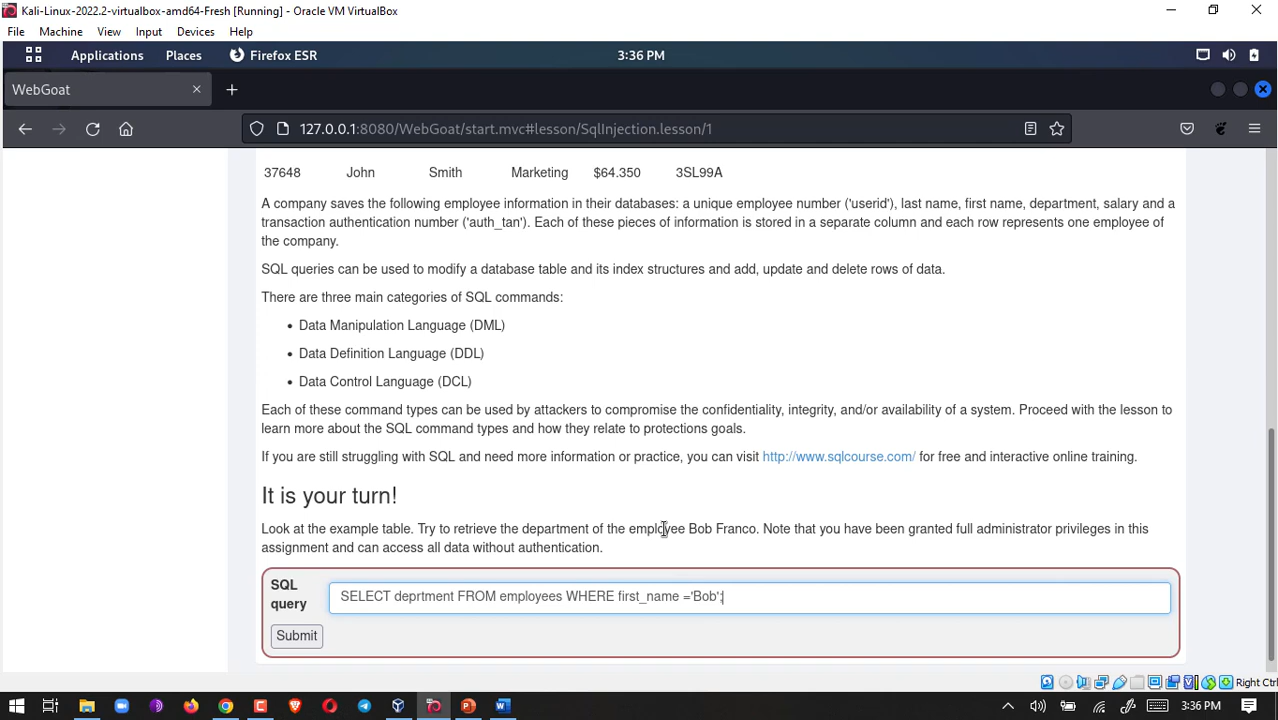 Kali-Linux-2022.2-virtualbox-amd64-Fresh [Running] - Oracle VM VirtualBox
File Machine View Input Devices Help
Applications Places Firefox ESR 3:36 PM
WebGoat
127.0.0.1:8080/WebGoat/start.mvc#lesson/SqlInjection.lesson/1
37648 John Smith Marketing $64.350 3SL99A
A company saves the following employee information in their databases: a unique employee number ('userid'), last name, first name, department, salary and a
transaction authentication number ('auth_tan'). Each of these pieces of information is stored in a separate column and each row represents one employee of
the company.
SQL queries can be used to modify a database table and its index structures and add, update and delete rows of data.
There are three main categories of SQL commands:
• Data Manipulation Language (DML)
• Data Definition Language (DDL)
• Data Control Language (DCL)
Each of these command types can be used by attackers to compromise the confidentiality, integrity, and/or availability of a system. Proceed with the lesson to
learn more about the SQL command types and how they relate to protections goals.
If you are still struggling with SQL and need more information or practice, you can visit http://www.sqlcourse.com/ for free and interactive online training.
It is your turn!
Look at the example table. Try to retrieve the department of the employee Bob Franco. Note that you have been granted full administrator privileges in this
assignment and can access all data without authentication.
SQL
query
SELECT deprtment FROM employees WHERE first_name ='Bob';
Submit
Right Ctrl
3:36 PM